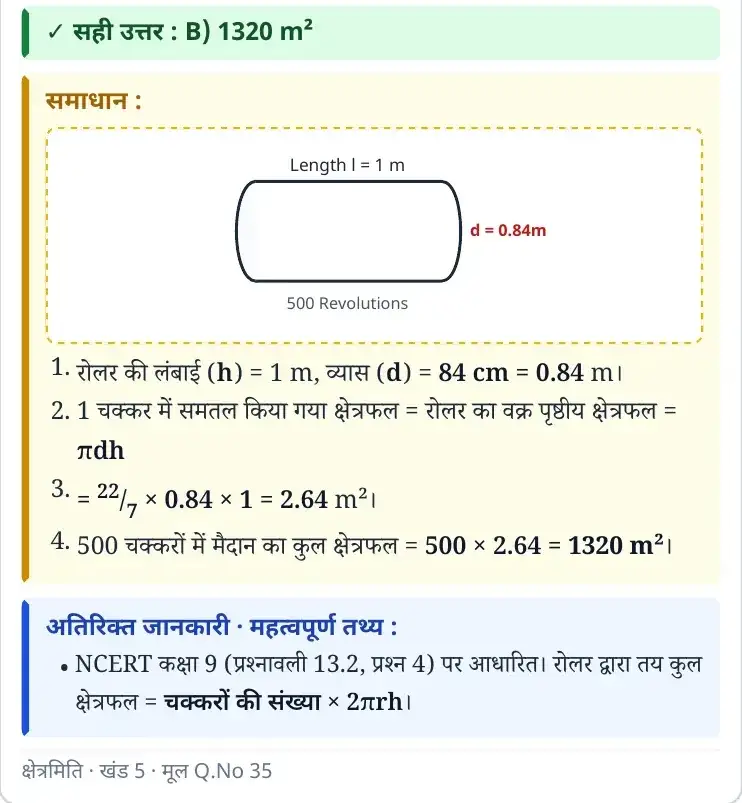 ✓ सही उत्तर : B) 1320 m²
समाधान :
Length l = 1 m
d = 0.84m
500 Revolutions
1. रोलर की लंबाई (h) = 1 m, व्यास (d) = 84 cm = 0.84 m।
2. 1 चक्कर में समतल किया गया क्षेत्रफल = रोलर का वक्र पृष्ठीय क्षेत्रफल =
πdh
3. = 22/7 × 0.84 × 1 = 2.64 m²।
4. 500 चक्करों में मैदान का कुल क्षेत्रफल = 500 × 2.64 = 1320 m²।
अतिरिक्त जानकारी · महत्वपूर्ण तथ्य :
• NCERT कक्षा 9 (प्रश्नावली 13.2, प्रश्न 4) पर आधारित। रोलर द्वारा तय कुल
क्षेत्रफल = चक्करों की संख्या × 2πrh।
क्षेत्रमिति · खंड 5 · मूल Q.No 35